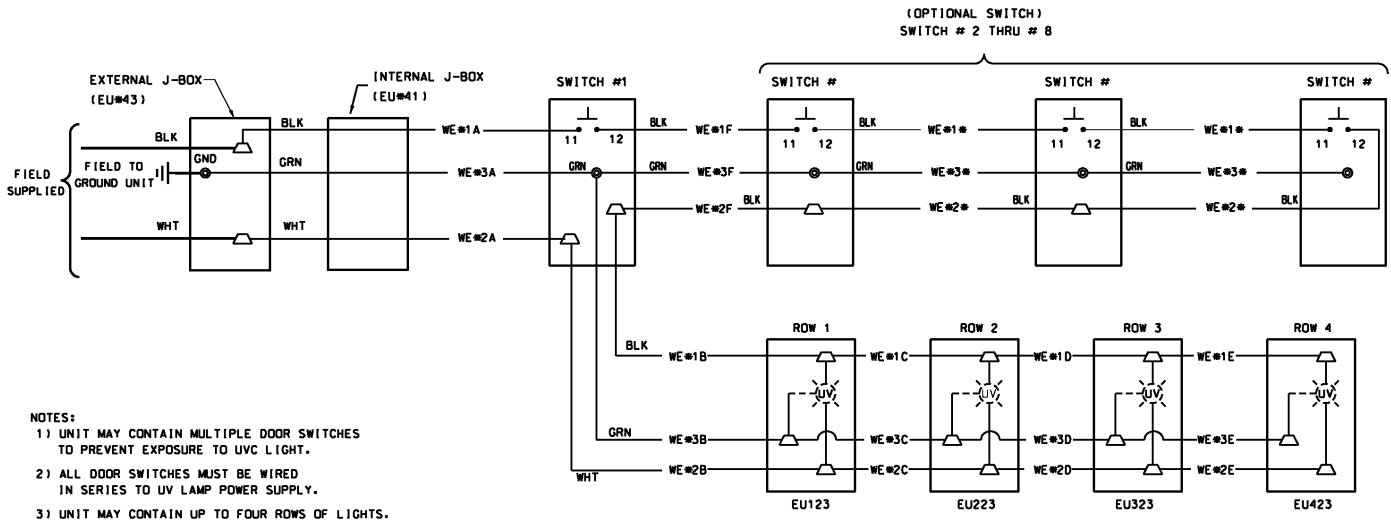 (OPTIONAL SWITCH)
SWITCH # 2 THRU # 8
EXTERNAL J-BOX
(EU*43)
INTERNAL J-BOX
(EU*41)
SWITCH #1
SWITCH #
SWITCH #
SWITCH #
BLK
BLK
WE*1A
11
12
BLK
WE*1F
11
12
BLK
WE*1*
11
12
BLK
WE*1*
11
12
FIELD
SUPPLIED
FIELD TO
GROUND UNIT
GND
GRN
WE*3A
GRN
GRN
WE*3F
GRN
WE*3*
GRN
WE*3*
WE*2F
BLK
WE*2*
BLK
WE*2*
BLK
WHT
WHT
WE*2A
ROW 1
ROW 2
ROW 3
ROW 4
BLK
WE*1B
WE*1C
WE*1D
WE*1E
UV
UV
UV
UV
GRN
WE*3B
WE*3C
WE*3D
WE*3E
WHT
WE*2B
WE*2C
WE*2D
WE*2E
EU123
EU223
EU323
EU423
NOTES:
1) UNIT MAY CONTAIN MULTIPLE DOOR SWITCHES
TO PREVENT EXPOSURE TO UVC LIGHT.
2) ALL DOOR SWITCHES MUST BE WIRED
IN SERIES TO UV LAMP POWER SUPPLY.
3) UNIT MAY CONTAIN UP TO FOUR ROWS OF LIGHTS.